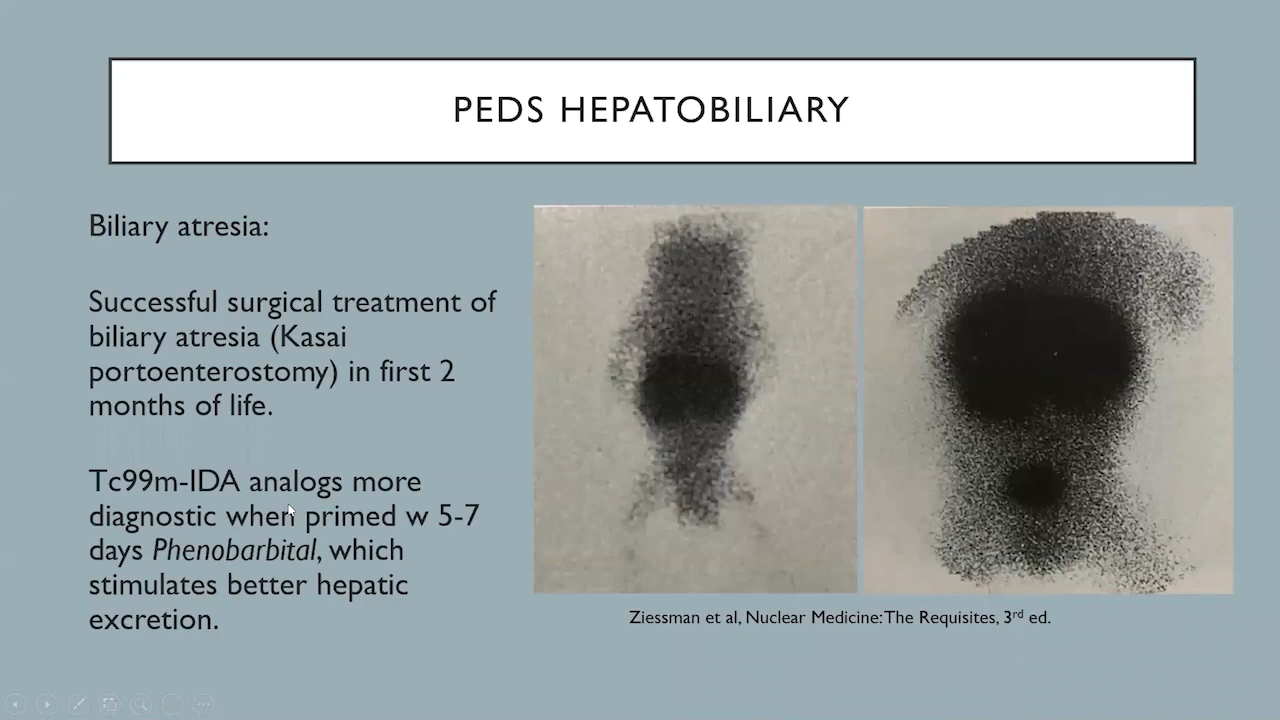 PEDS HEPATOBILIARY
Biliary atresia:
Successful surgical treatment of
biliary atresia (Kasai
portoenterostomy) in first 2
months of life.
Tc99m-IDA analogs more
diagnostic when primed w 5-7
days Phenobarbital, which
stimulates better hepatic
excretion.
Ziessman et al, Nuclear Medicine: The Requisites, 3rd ed.